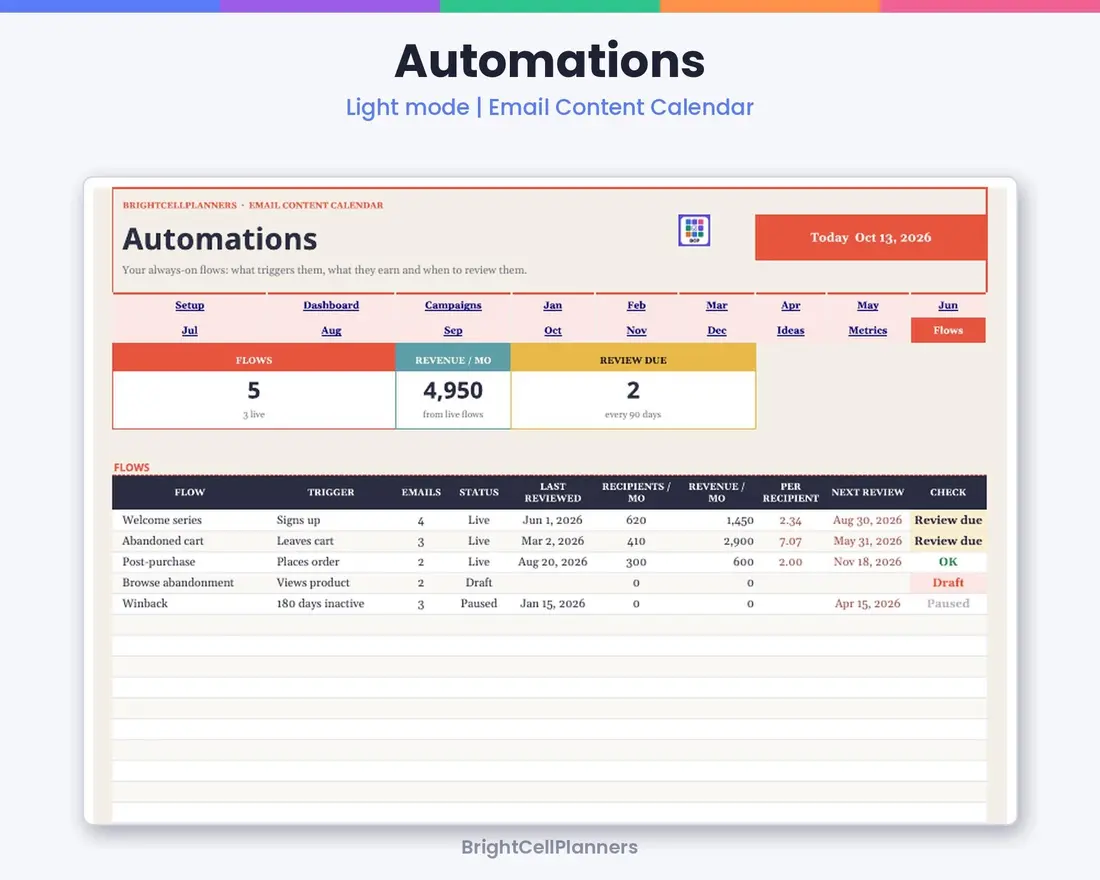 Automations
Light mode | Email Content Calendar
BRIGHTCELLPLANNERS · EMAIL CONTENT CALENDAR
Automations
BCP
Today Oct 13, 2026
Your always-on flows: what triggers them, what they earn and when to review them.
Setup Dashboard Campaigns Jan Feb Mar Apr May Jun
Jul Aug Sep Oct Nov Dec Ideas Metrics Flows
FLOWS REVENUE / MO REVIEW DUE
5 4,950 2
3 live from live flows every 90 days
FLOWS
FLOW TRIGGER EMAILS STATUS LAST REVIEWED RECIPIENTS / MO REVENUE / MO PER RECIPIENT NEXT REVIEW CHECK
Welcome series Signs up 4 Live Jun 1, 2026 620 1,450 2.34 Aug 30, 2026 Review due
Abandoned cart Leaves cart 3 Live Mar 2, 2026 410 2,900 7.07 May 31, 2026 Review due
Post-purchase Places order 2 Live Aug 20, 2026 300 600 2.00 Nov 18, 2026 OK
Browse abandonment Views product 2 Draft 0 0 Draft
Winback 180 days inactive 3 Paused Jan 15, 2026 0 0 Apr 15, 2026 Paused
BrightCellPlanners